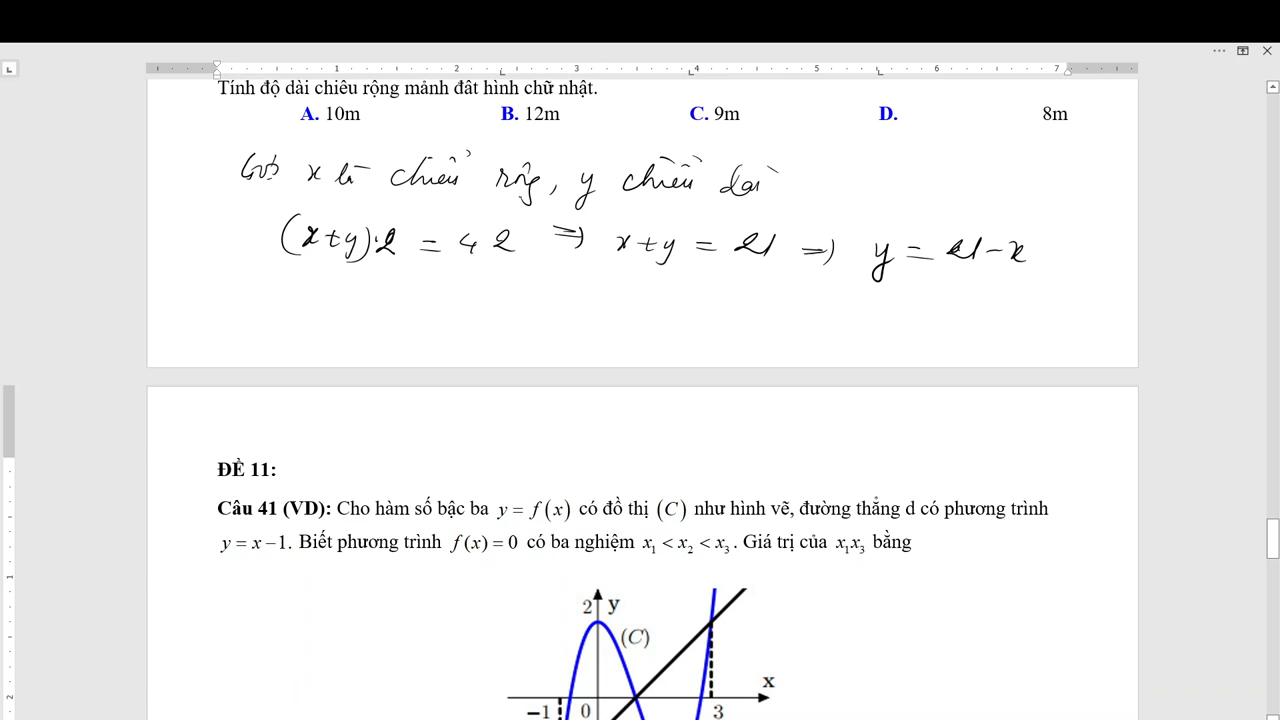 Tính độ dài chiều rộng mảnh đất hình chữ nhật.
A. 10m B. 12m C. 9m D. 8m
Gọi x là chiều rộng, y chiều dài
(x+y).2 = 42 ⇒ x+y = 21 ⇒ y = 21-x
ĐỀ 11:
Câu 41 (VD): Cho hàm số bậc ba y = f(x) có đồ thị (C) như hình vẽ, đường thẳng d có phương trình
y = x − 1. Biết phương trình f(x) = 0 có ba nghiệm x₁ < x₂ < x₃. Giá trị của x₁x₃ bằng
2 y
(C)
x
−1 0 3